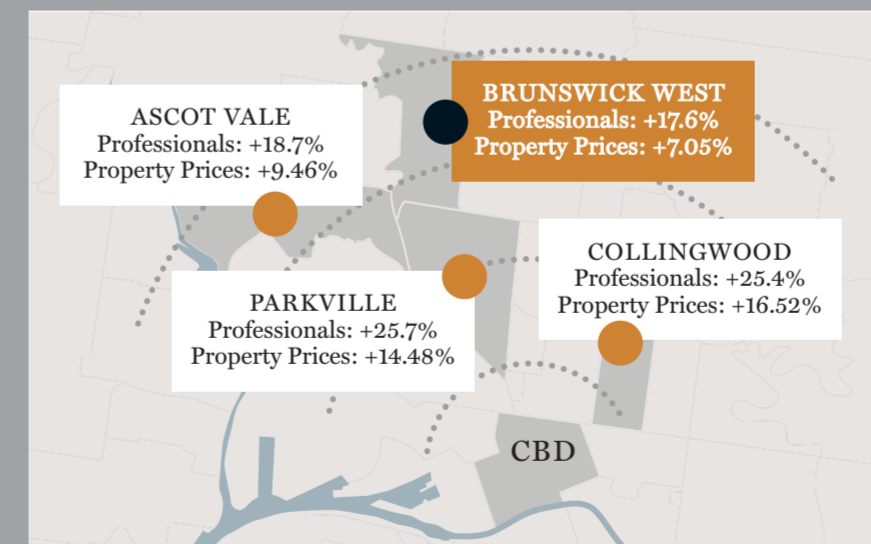 BRUNSWICK WEST
Professionals: +17.6%
Property Prices: +7.05%
ASCOT VALE
Professionals: +18.7%
Property Prices: +9.46%
COLLINGWOOD
Professionals: +25.4%
Property Prices: +16.52%
PARKVILLE
Professionals: +25.7%
Property Prices: +14.48%
CBD